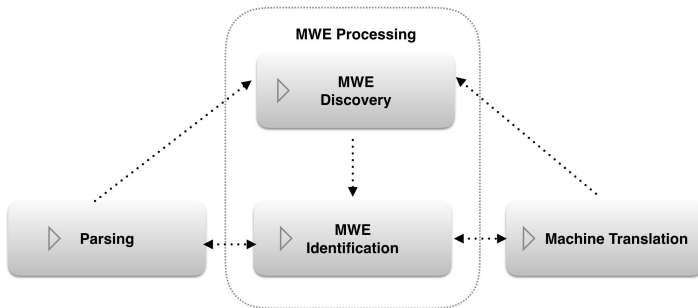 MWE Processing
MWE
Discovery
Parsing
MWE
Identification
Machine Translation